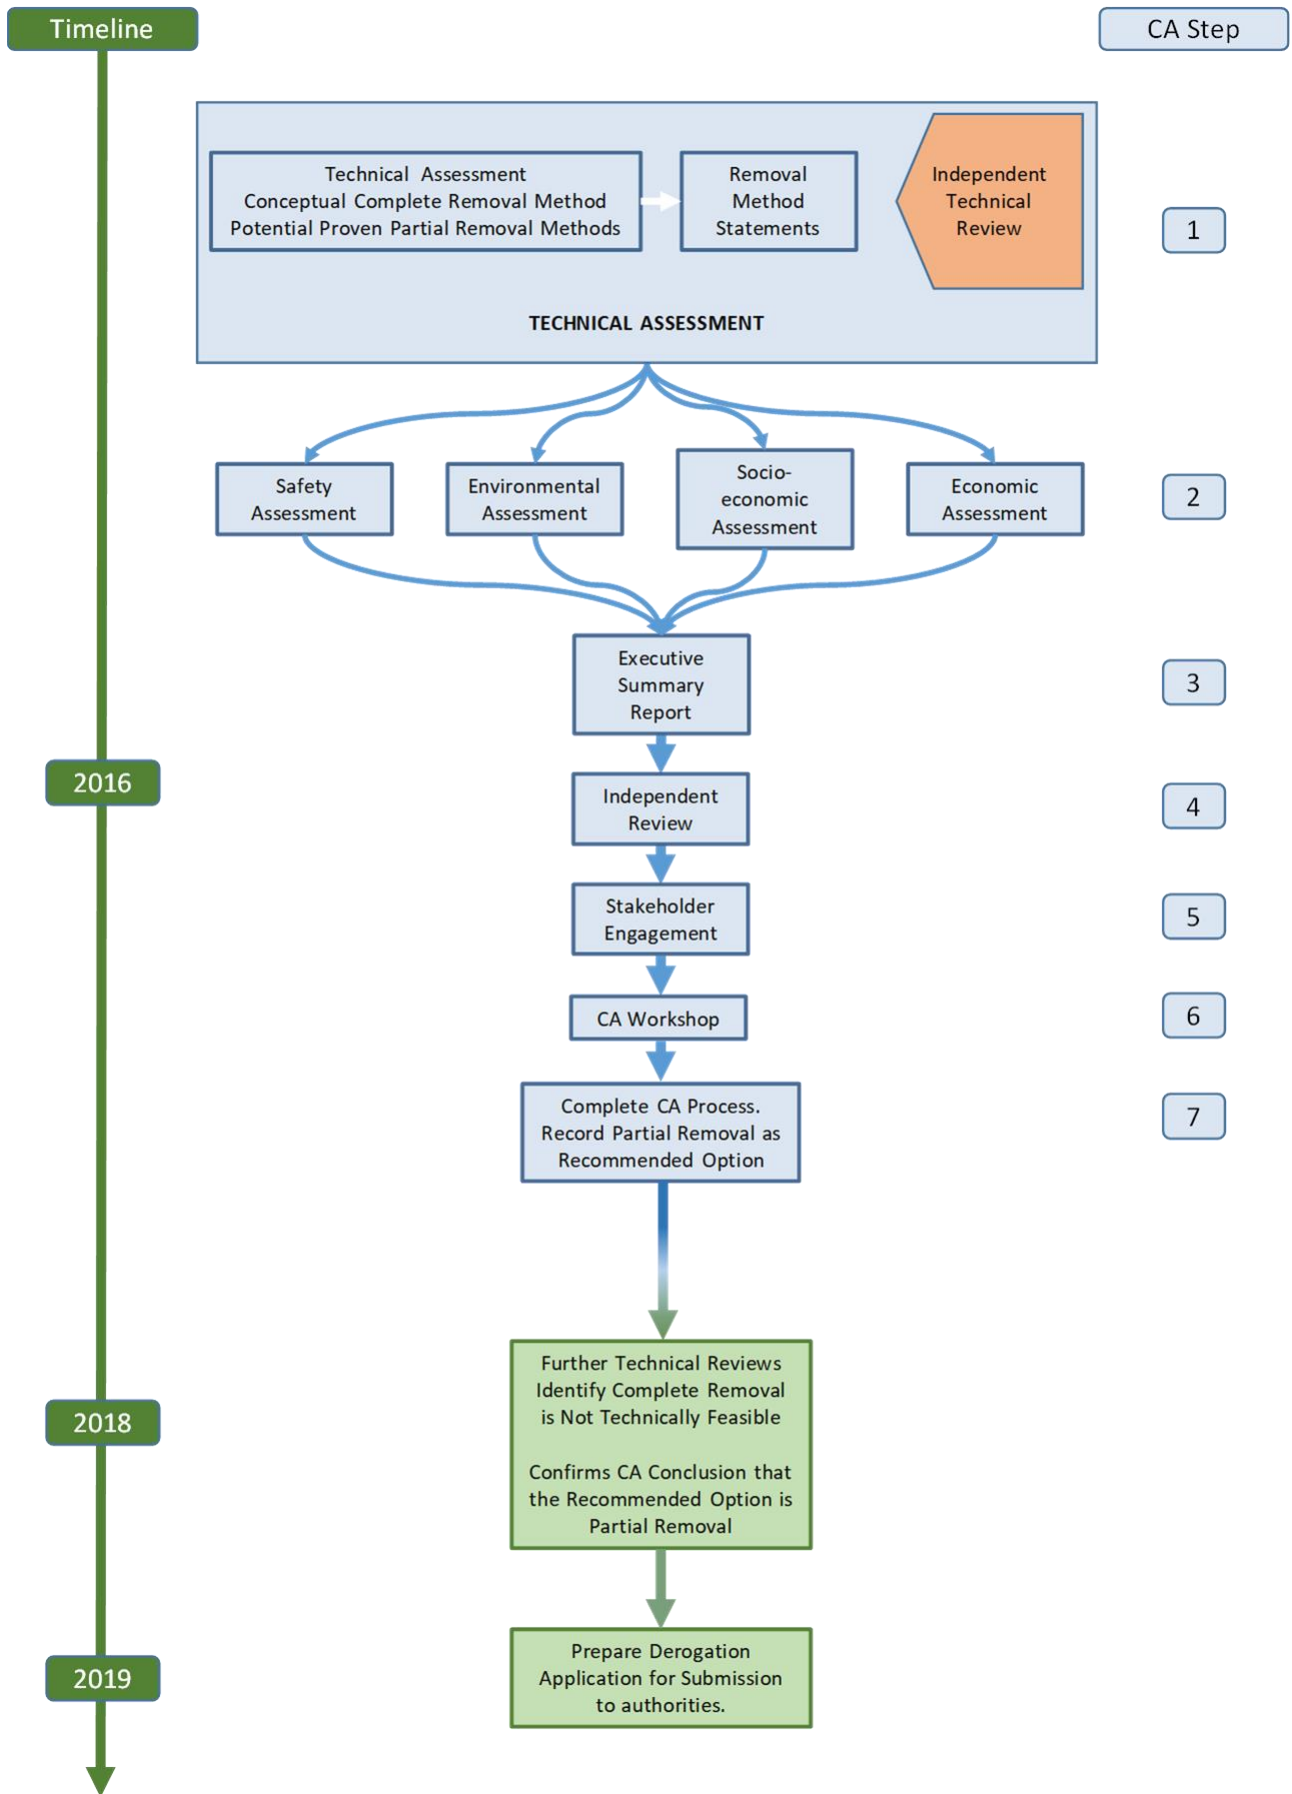 Timeline
CA Step
Technical Assessment
Conceptual Complete Removal Method
Potential Proven Partial Removal Methods
Removal
Method
Statements
Independent
Technical
Review
1
TECHNICAL ASSESSMENT
Safety
Assessment
Environmental
Assessment
Socio-
economic
Assessment
Economic
Assessment
2
Executive
Summary
Report
3
2016
Independent
Review
4
Stakeholder
Engagement
5
CA Workshop
6
Complete CA Process.
Record Partial Removal as
Recommended Option
7
Further Technical Reviews
Identify Complete Removal
is Not Technically Feasible
Confirms CA Conclusion that
the Recommended Option is
Partial Removal
2018
Prepare Derogation
Application for Submission
to authorities.
2019